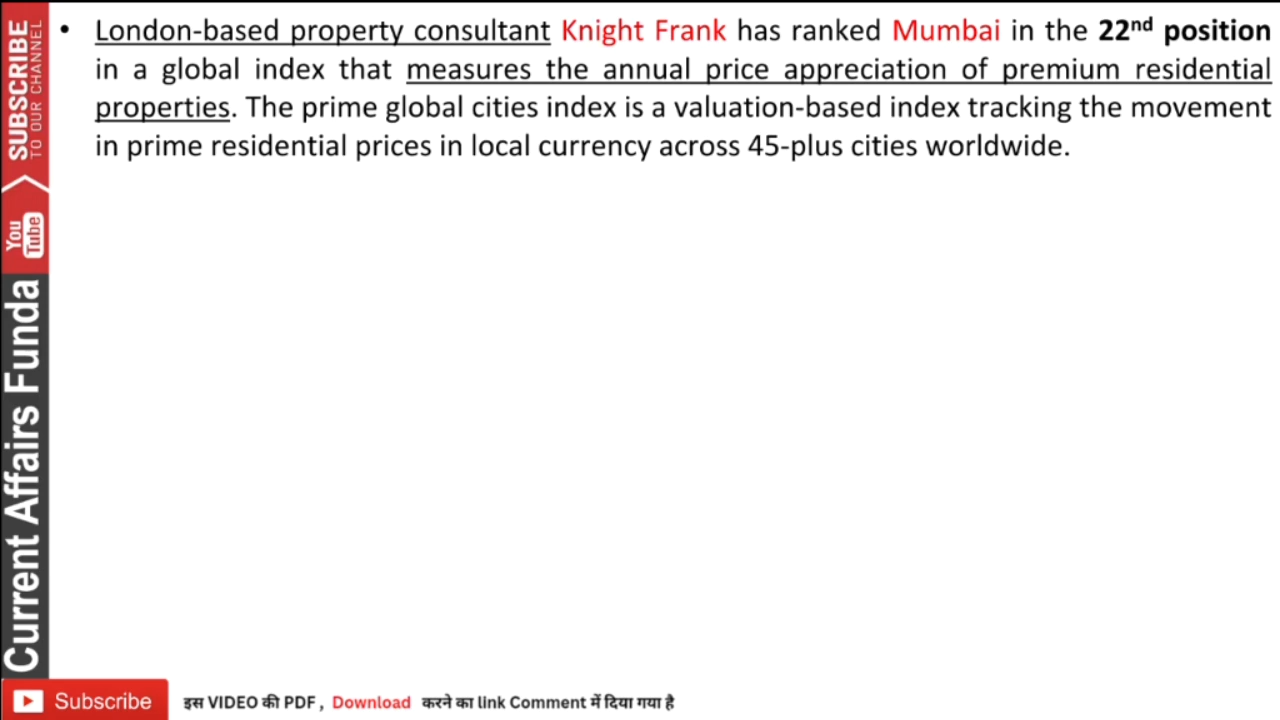 • London-based property consultant Knight Frank has ranked Mumbai in the 22nd position
in a global index that measures the annual price appreciation of premium residential
properties. The prime global cities index is a valuation-based index tracking the movement
in prime residential prices in local currency across 45-plus cities worldwide.
SUBSCRIBE
TO OUR CHANNEL
You
Tube
Current Affairs Funda
Subscribe
इस VIDEO की PDF , Download करने का link Comment में दिया गया है